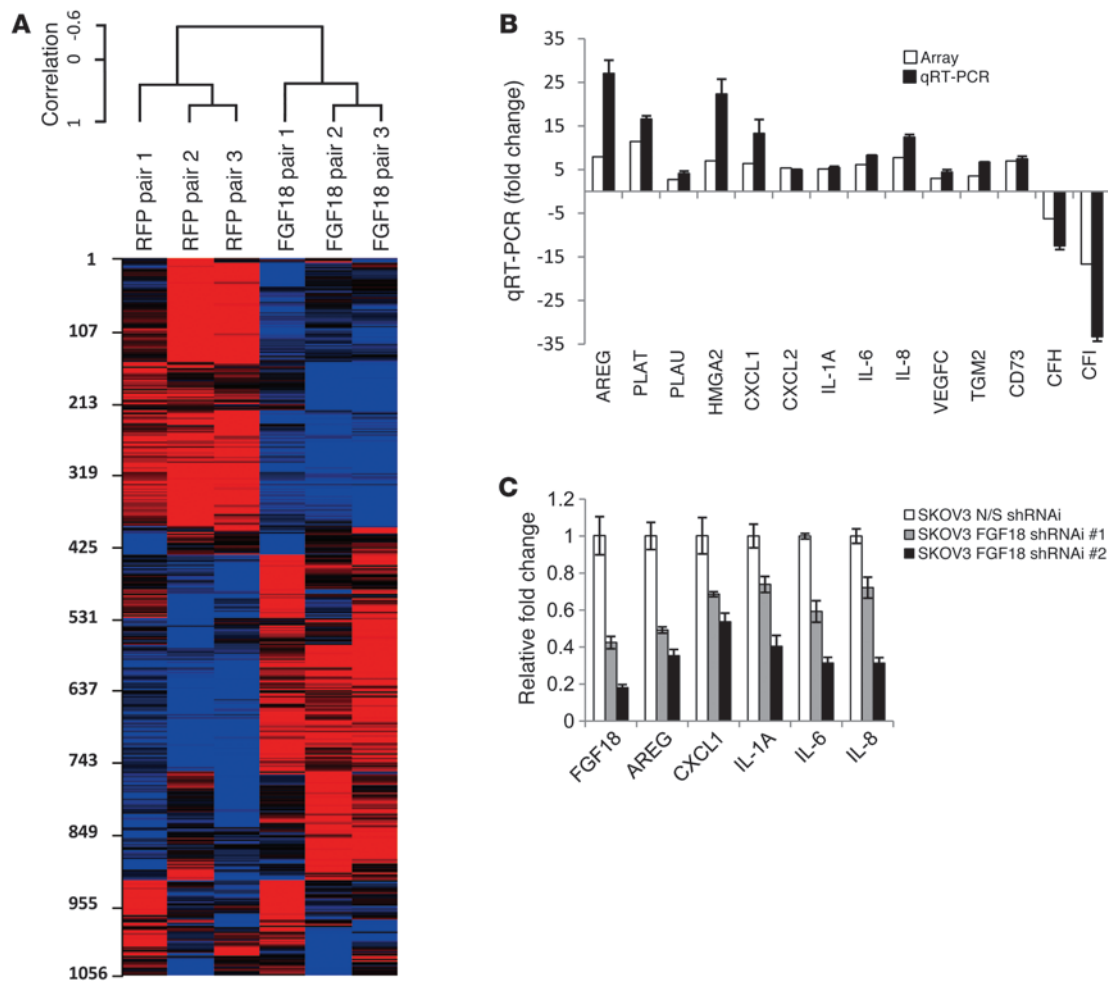 A
Correlation
-0.6
0
1
RFP pair 1
RFP pair 2
RFP pair 3
FGF18 pair 1
FGF18 pair 2
FGF18 pair 3
1
107
213
319
425
531
637
743
849
955
1056
B
qRT-PCR (fold change)
35
25
15
5
-5
-15
-25
-35
Array
qRT-PCR
AREG
PLAT
PLAU
HMGA2
CXCL1
CXCL2
IL-1A
IL-6
IL-8
VEGFC
TGM2
CD73
CFH
CFI
C
Relative fold change
1.2
1
0.8
0.6
0.4
0.2
0
SKOV3 N/S shRNAi
SKOV3 FGF18 shRNAi #1
SKOV3 FGF18 shRNAi #2
FGF18
AREG
CXCL1
IL-1A
IL-6
IL-8